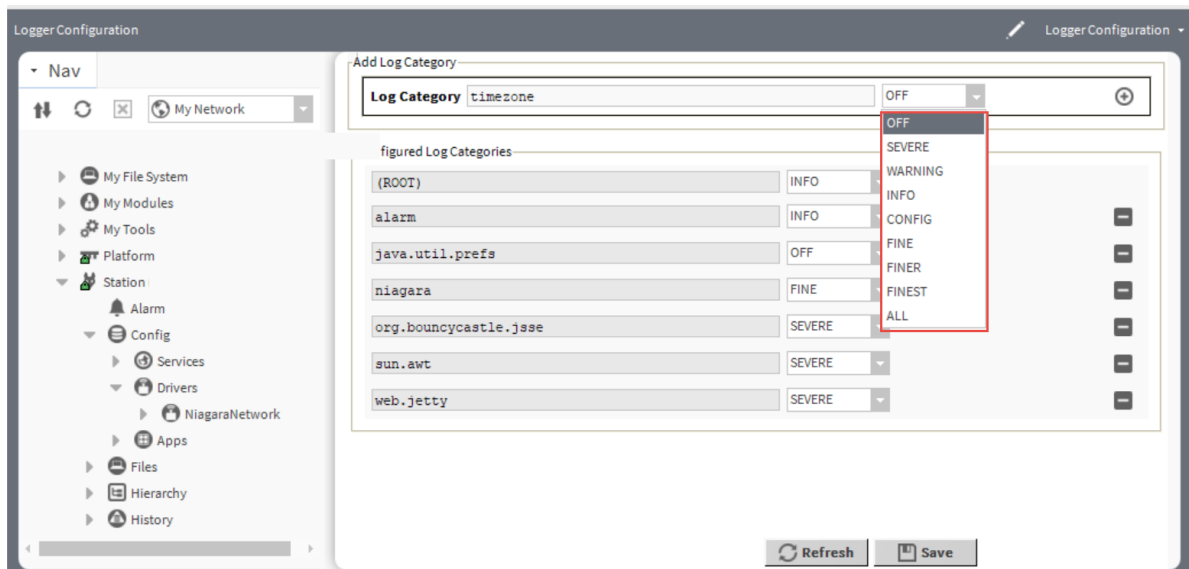 Logger Configuration
Logger Configuration
Nav
My Network
My File System
My Modules
My Tools
Platform
Station
Alarm
Config
Services
Drivers
NiagaraNetwork
Apps
Files
Hierarchy
History
Add Log Category
Log Category timezone OFF
OFF
SEVERE
WARNING
INFO
CONFIG
FINE
FINER
FINEST
ALL
figured Log Categories
(ROOT) INFO
alarm INFO
java.util.prefs OFF
niagara FINE
org.bouncycastle.jsse SEVERE
sun.awt SEVERE
web.jetty SEVERE
Refresh Save